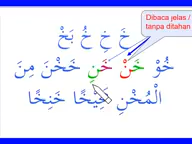 Dibaca jelas /
tanpa ditahan
خَ خِ خُ بَخْ
خُوْ خَنْ خَنِ خَخْنَ مِنَ
الْمُخْنِ خِيْخًا خَنِخًا